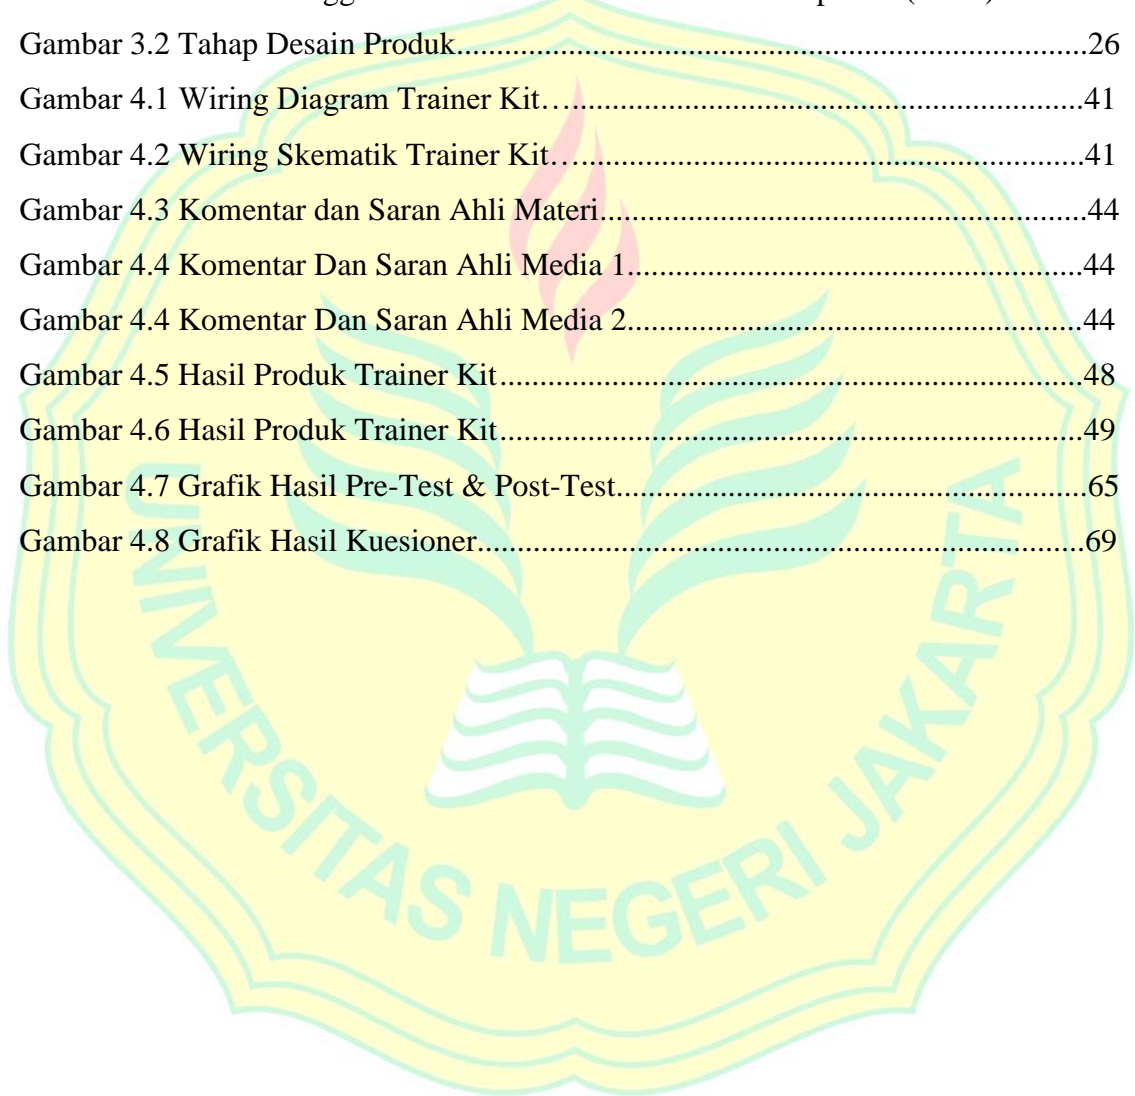 Gambar 3.2 Tahap Desain Produk..............................................................................26
Gambar 4.1 Wiring Diagram Trainer Kit…...............................................................41
Gambar 4.2 Wiring Skematik Trainer Kit…..............................................................41
Gambar 4.3 Komentar dan Saran Ahli Materi............................................................44
Gambar 4.4 Komentar Dan Saran Ahli Media 1.........................................................44
Gambar 4.4 Komentar Dan Saran Ahli Media 2.........................................................44
Gambar 4.5 Hasil Produk Trainer Kit.........................................................................48
Gambar 4.6 Hasil Produk Trainer Kit.........................................................................49
Gambar 4.7 Grafik Hasil Pre-Test & Post-Test..........................................................65
Gambar 4.8 Grafik Hasil Kuesioner...........................................................................69
UNIVERSITAS NEGERI JAKARTA